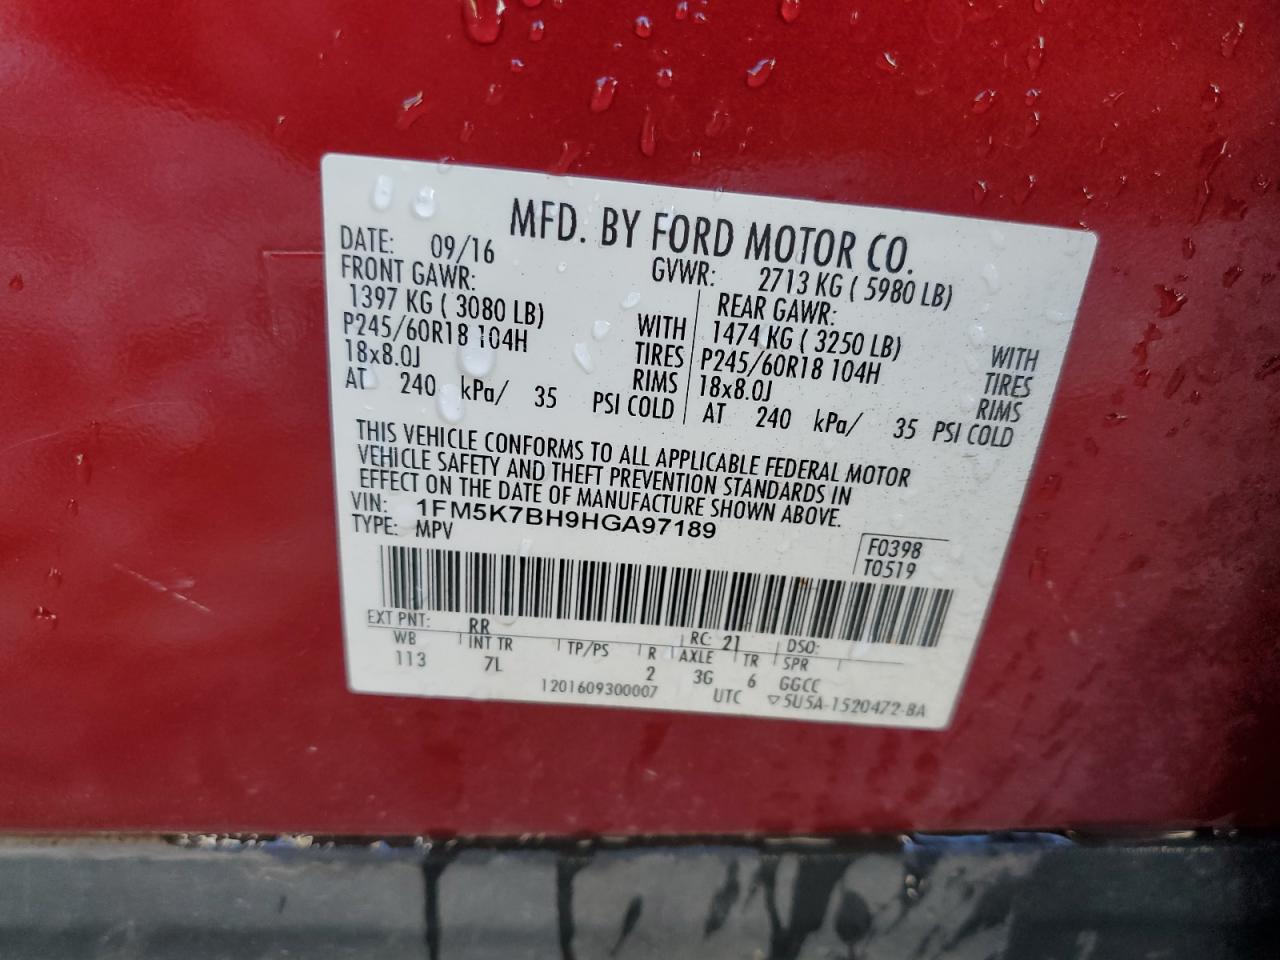 MFD. BY FORD MOTOR CO.
DATE: 09/16 GVWR: 2713 KG ( 5980 LB)
FRONT GAWR: REAR GAWR:
1397 KG ( 3080 LB) WITH 1474 KG ( 3250 LB) WITH
P245/60R18 104H TIRES P245/60R18 104H TIRES
18x8.0J RIMS 18x8.0J RIMS
AT 240 kPa/ 35 PSI COLD AT 240 kPa/ 35 PSI COLD
THIS VEHICLE CONFORMS TO ALL APPLICABLE FEDERAL MOTOR
VEHICLE SAFETY AND THEFT PREVENTION STANDARDS IN
EFFECT ON THE DATE OF MANUFACTURE SHOWN ABOVE.
VIN: 1FM5K7BH9HGA97189
TYPE: MPV
F0398
T0519
EXT PNT: RR RC: 21 DSO:
WB INT TR TP/PS R AXLE TR SPR
113 7L 2 3G 6 GGCC
1201609300007 UTC ▽5U5A-1520472-BA